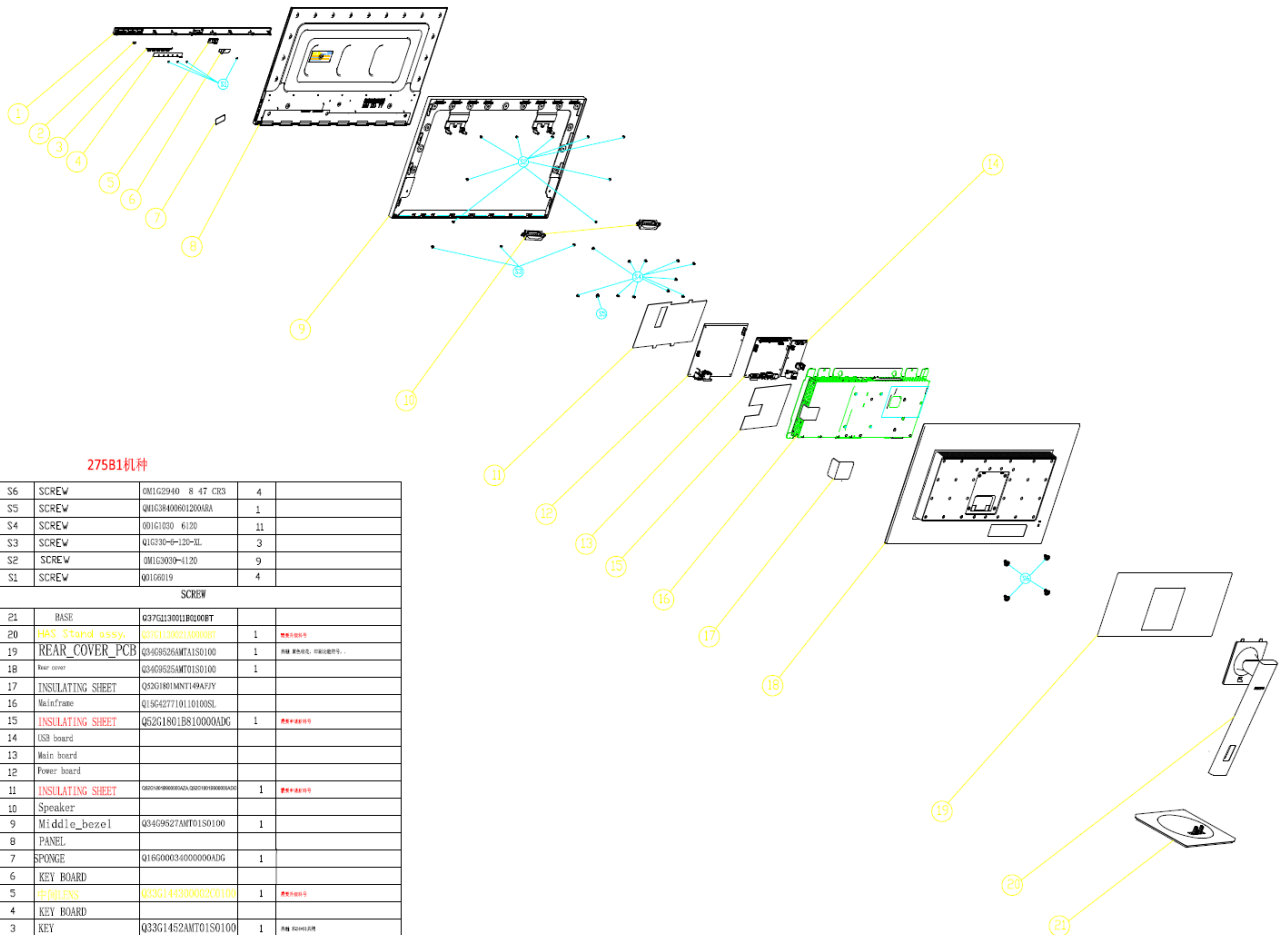 1
2
3
4
5
6
7
8
9
10
11
12
13
14
15
16
17
18
19
20
21
275B1机种
S6 SCREW 0M1G2940 8 47 CR3 4
S5 SCREW QM1G38400601200ARA 1
S4 SCREW 0D1G1030 6120 11
S3 SCREW Q1G330-6-120-XL 3
S2 SCREW 0M1G3030-4120 9
S1 SCREW Q01G6019 4
SCREW
21 BASE Q37G1130011B0100BT
20 HAS Stand assy. 1
19 REAR_COVER_PCB Q34G9526AMTA1S0100 1
18 Rear cover Q34G9525AMT01S0100 1
17 INSULATING SHEET Q52G1801MNT149AFJY
16 Mainframe Q15G427710110100SL
15 INSULATING SHEET Q52G1801B810000ADG 1
14 USB board
13 Main board
12 Power board
11 INSULATING SHEET 1
10 Speaker
9 Middle_bezel Q34G9527AMT01S0100 1
8 PANEL
7 SPONGE Q16G00034000000ADG 1
6 KEY BOARD
5 1
4 KEY BOARD
3 KEY Q33G1452AMT01S0100 1